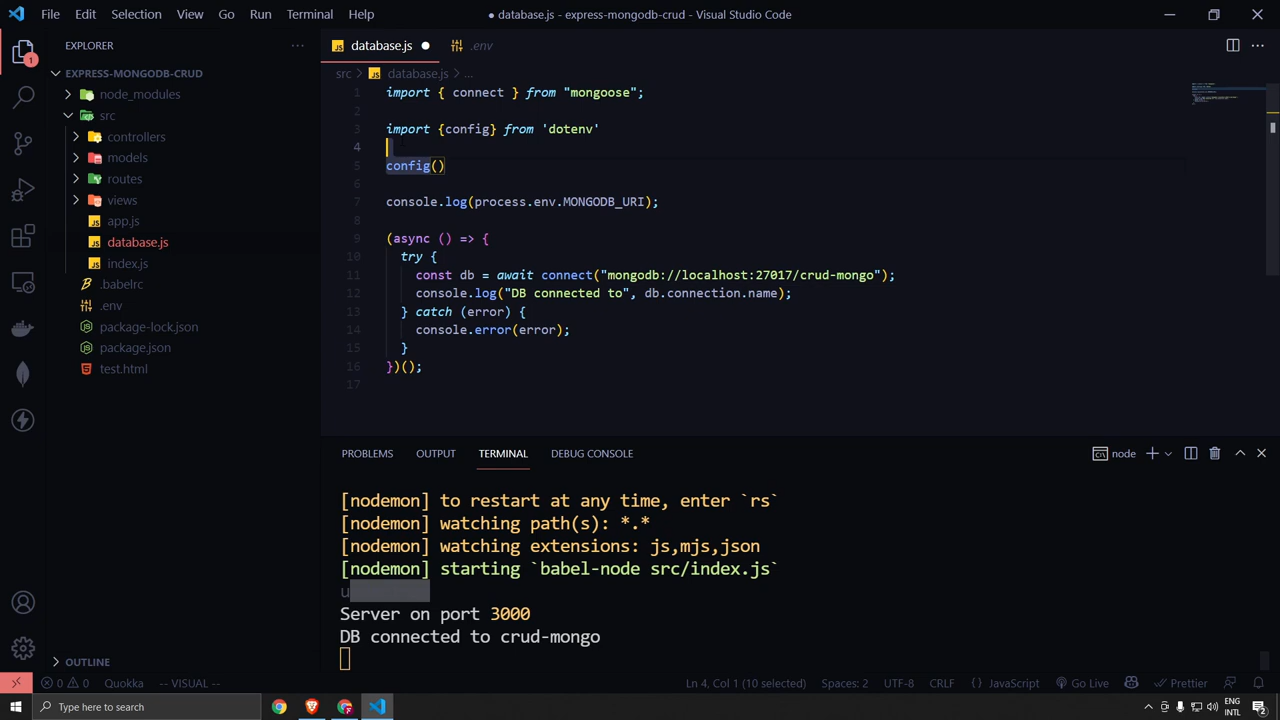 File Edit Selection View Go Run Terminal Help
● database.js - express-mongodb-crud - Visual Studio Code
EXPLORER
1
EXPRESS-MONGODB-CRUD
node_modules
src
controllers
models
routes
views
JS app.js
JS database.js
JS index.js
.babelrc
.env
package-lock.json
package.json
test.html
OUTLINE
JS database.js ● .env
src > JS database.js > ...
1 import { connect } from "mongoose";
2
3 import {config} from 'dotenv'
4
5 config()
6
7 console.log(process.env.MONGODB_URI);
8
9 (async () => {
10 try {
11 const db = await connect("mongodb://localhost:27017/crud-mongo");
12 console.log("DB connected to", db.connection.name);
13 } catch (error) {
14 console.error(error);
15 }
16 })();
17
PROBLEMS OUTPUT TERMINAL DEBUG CONSOLE
node
[nodemon] to restart at any time, enter `rs`
[nodemon] watching path(s): *.*
[nodemon] watching extensions: js,mjs,json
[nodemon] starting `babel-node src/index.js`
Server on port 3000
DB connected to crud-mongo
0 0 Quokka -- VISUAL -- Ln 4, Col 1 (10 selected) Spaces: 2 UTF-8 CRLF {} JavaScript Go Live Prettier
Type here to search
ENG
INTL